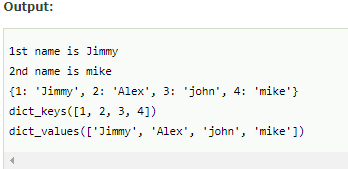 Output:
1st name is Jimmy
2nd name is mike
{1: 'Jimmy', 2: 'Alex', 3: 'john', 4: 'mike'}
dict_keys([1, 2, 3, 4])
dict_values(['Jimmy', 'Alex', 'john', 'mike'])